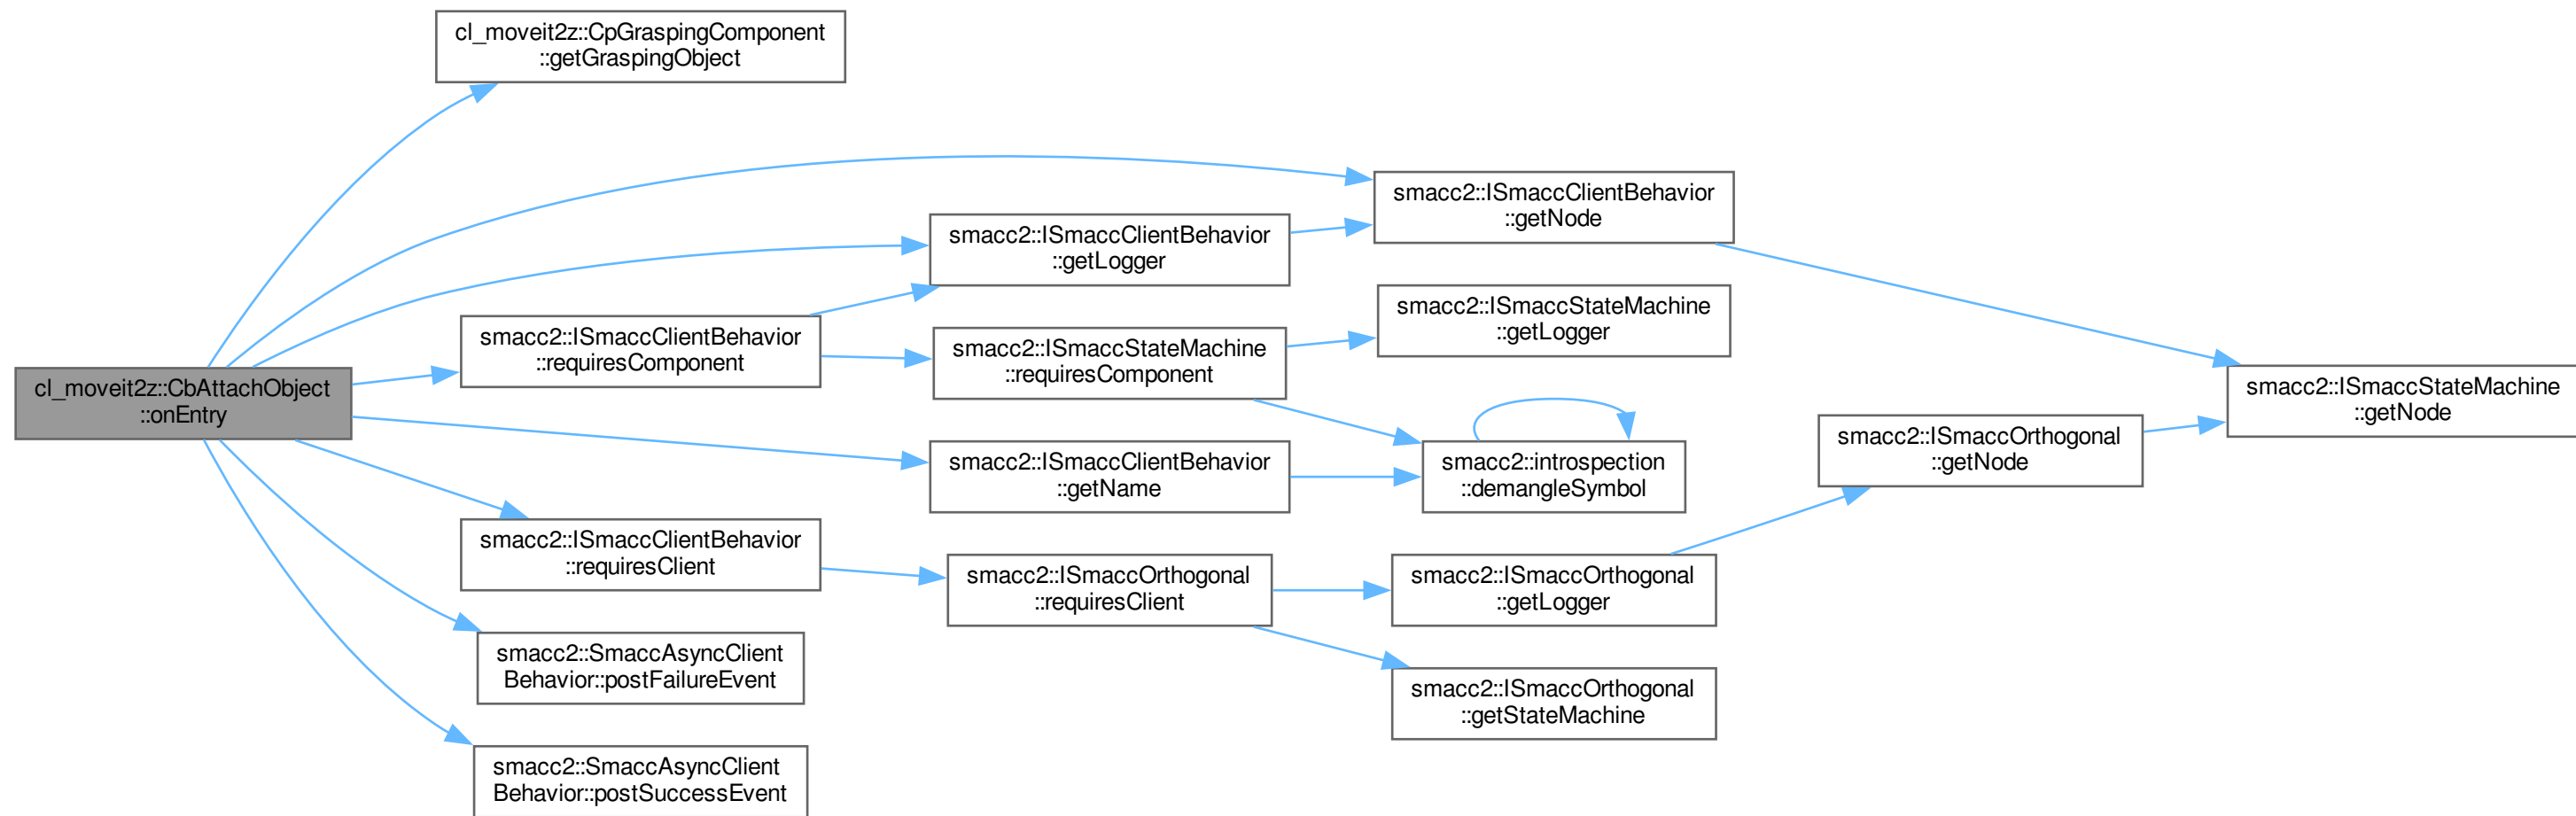 cl_moveit2z::CpGraspingComponent
::getGraspingObject
smacc2::ISmaccClientBehavior
::getNode
smacc2::ISmaccClientBehavior
::getLogger
smacc2::ISmaccStateMachine
::getLogger
smacc2::ISmaccClientBehavior
::requiresComponent
smacc2::ISmaccStateMachine
::requiresComponent
cl_moveit2z::CbAttachObject
::onEntry
smacc2::ISmaccStateMachine
::getNode
smacc2::ISmaccOrthogonal
::getNode
smacc2::ISmaccClientBehavior
::getName
smacc2::introspection
::demangleSymbol
smacc2::ISmaccClientBehavior
::requiresClient
smacc2::ISmaccOrthogonal
::requiresClient
smacc2::ISmaccOrthogonal
::getLogger
smacc2::SmaccAsyncClient
Behavior::postFailureEvent
smacc2::ISmaccOrthogonal
::getStateMachine
smacc2::SmaccAsyncClient
Behavior::postSuccessEvent